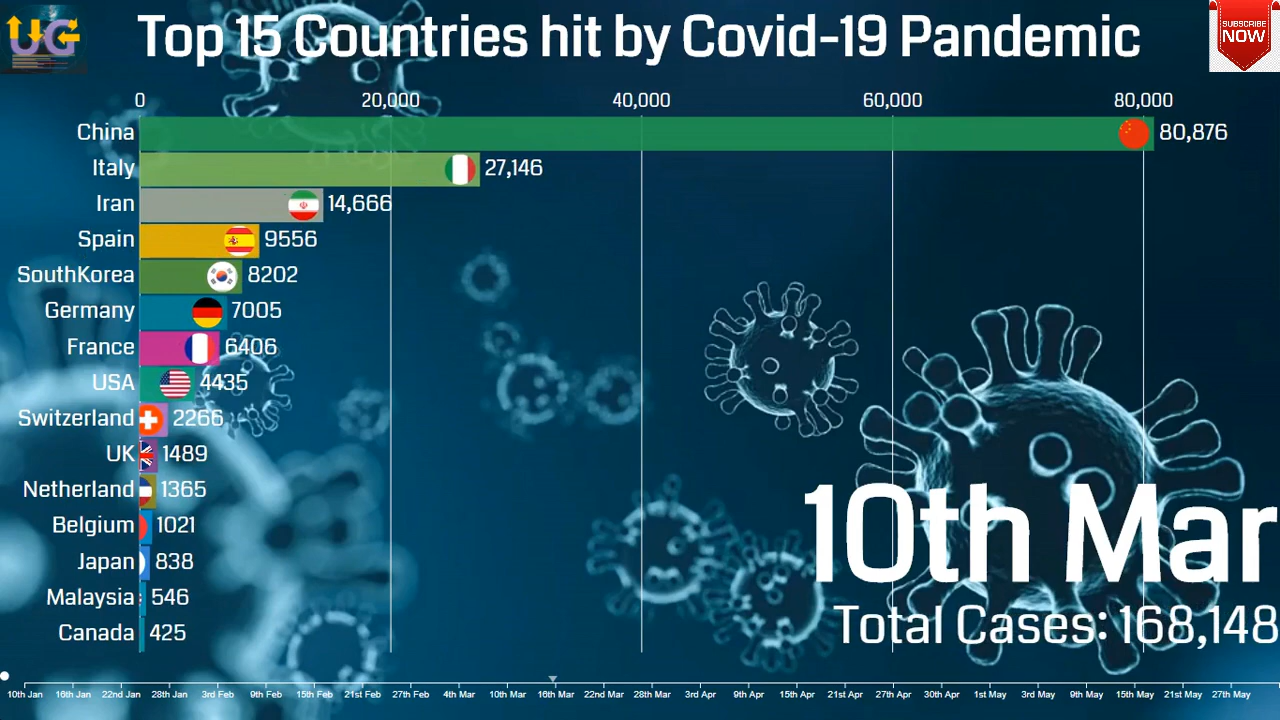 UG
Top 15 Countries hit by Covid-19 Pandemic
SUBSCRIBE
NOW
0 20,000 40,000 60,000 80,000
China 80,876
Italy 27,146
Iran 14,666
Spain 9556
SouthKorea 8202
Germany 7005
France 6406
USA 4435
Switzerland 2266
UK 1489
Netherland 1365
Belgium 1021
Japan 838
Malaysia 546
Canada 425
10th Mar
Total Cases: 168,148
10th Jan 16th Jan 22nd Jan 28th Jan 3rd Feb 9th Feb 15th Feb 21st Feb 27th Feb 4th Mar 10th Mar 16th Mar 22nd Mar 28th Mar 3rd Apr 9th Apr 15th Apr 21st Apr 27th Apr 30th Apr 1st May 3rd May 9th May 15th May 21st May 27th May